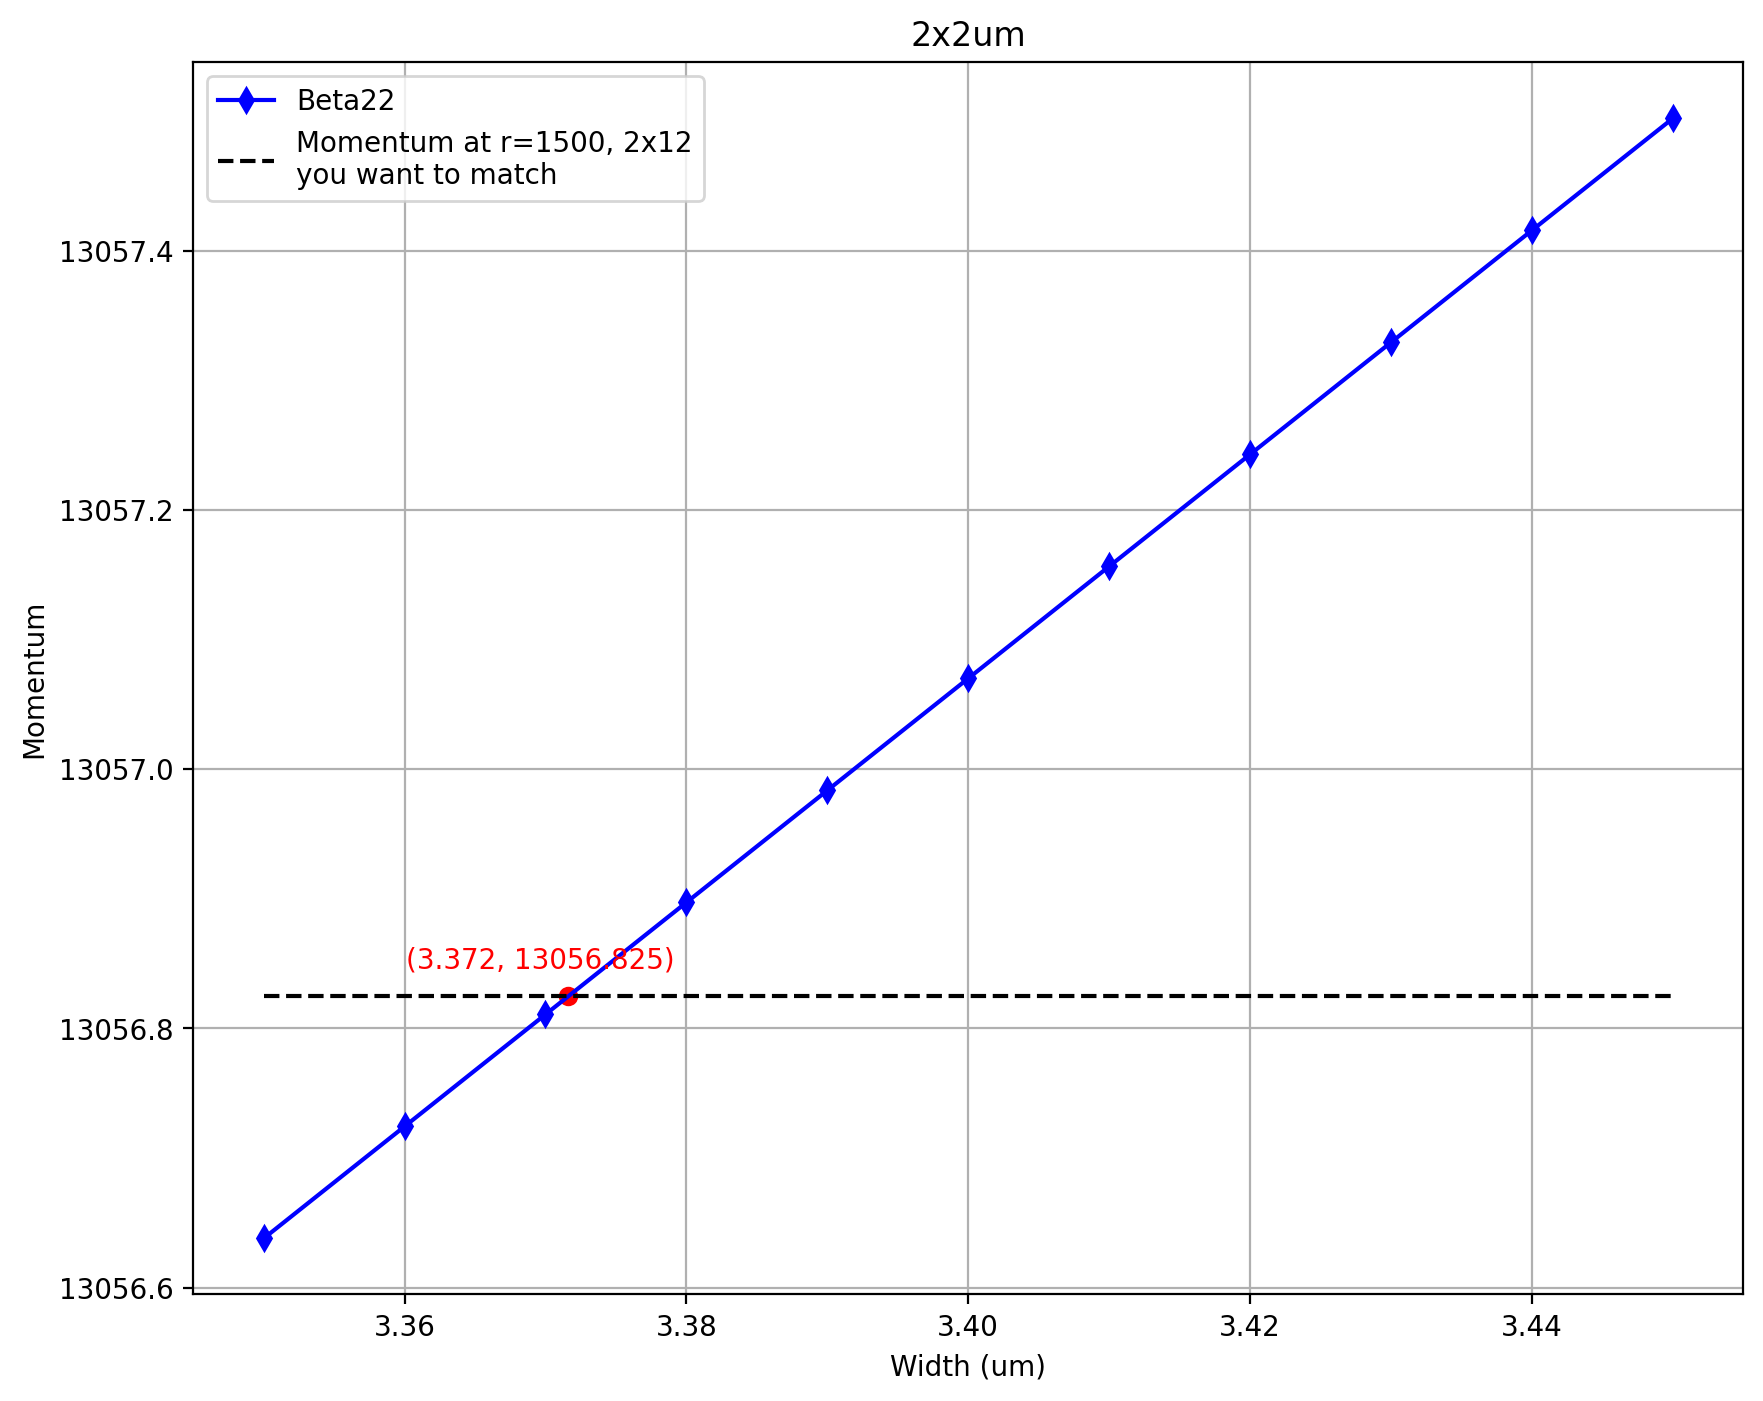 2x2um
Beta22
Momentum at r=1500, 2x12
you want to match
13057.4
13057.2
13057.0
13056.8
13056.6
Momentum
(3.372, 13056.825)
3.36
3.38
3.40
3.42
3.44
Width (um)